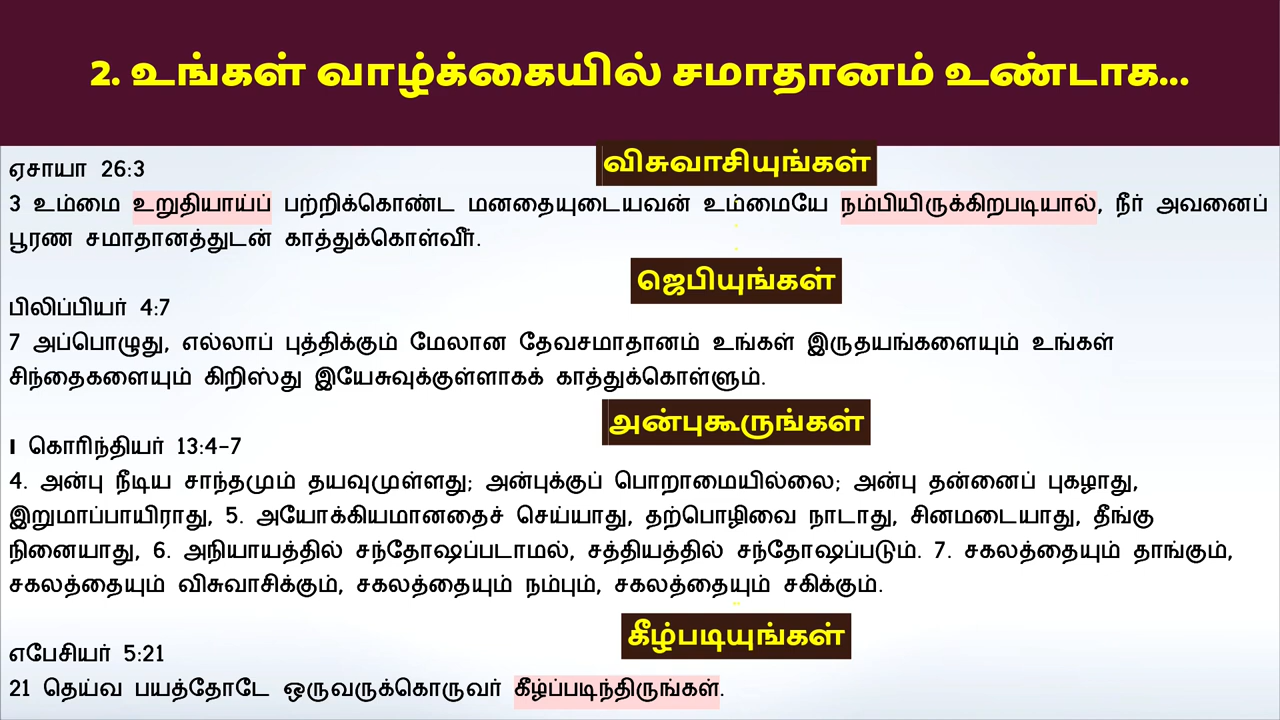 2. உங்கள் வாழ்க்கையில் சமாதானம் உண்டாக...
விசுவாசியுங்கள்
ஏசாயா 26:3
3 உம்மை உறுதியாய்ப் பற்றிக்கொண்ட மனதையுடையவன் உம்மையே நம்பியிருக்கிறபடியால், நீர் அவனைப்
பூரண சமாதானத்துடன் காத்துக்கொள்வீர்.
ஜெபியுங்கள்
பிலிப்பியர் 4:7
7 அப்பொழுது, எல்லாப் புத்திக்கும் மேலான தேவசமாதானம் உங்கள் இருதயங்களையும் உங்கள்
சிந்தைகளையும் கிறிஸ்து இயேசுவுக்குள்ளாகக் காத்துக்கொள்ளும்.
அன்புகூருங்கள்
I கொரிந்தியர் 13:4-7
4. அன்பு நீடிய சாந்தமும் தயவுமுள்ளது; அன்புக்குப் பொறாமையில்லை; அன்பு தன்னைப் புகழாது,
இறுமாப்பாயிராது, 5. அயோக்கியமானதைச் செய்யாது, தற்பொழிவை நாடாது, சினமடையாது, தீங்கு
நினையாது, 6. அநியாயத்தில் சந்தோஷப்படாமல், சத்தியத்தில் சந்தோஷப்படும். 7. சகலத்தையும் தாங்கும்,
சகலத்தையும் விசுவாசிக்கும், சகலத்தையும் நம்பும், சகலத்தையும் சகிக்கும்.
கீழ்படியுங்கள்
எபேசியர் 5:21
21 தெய்வ பயத்தோடே ஒருவருக்கொருவர் கீழ்ப்படிந்திருங்கள்.